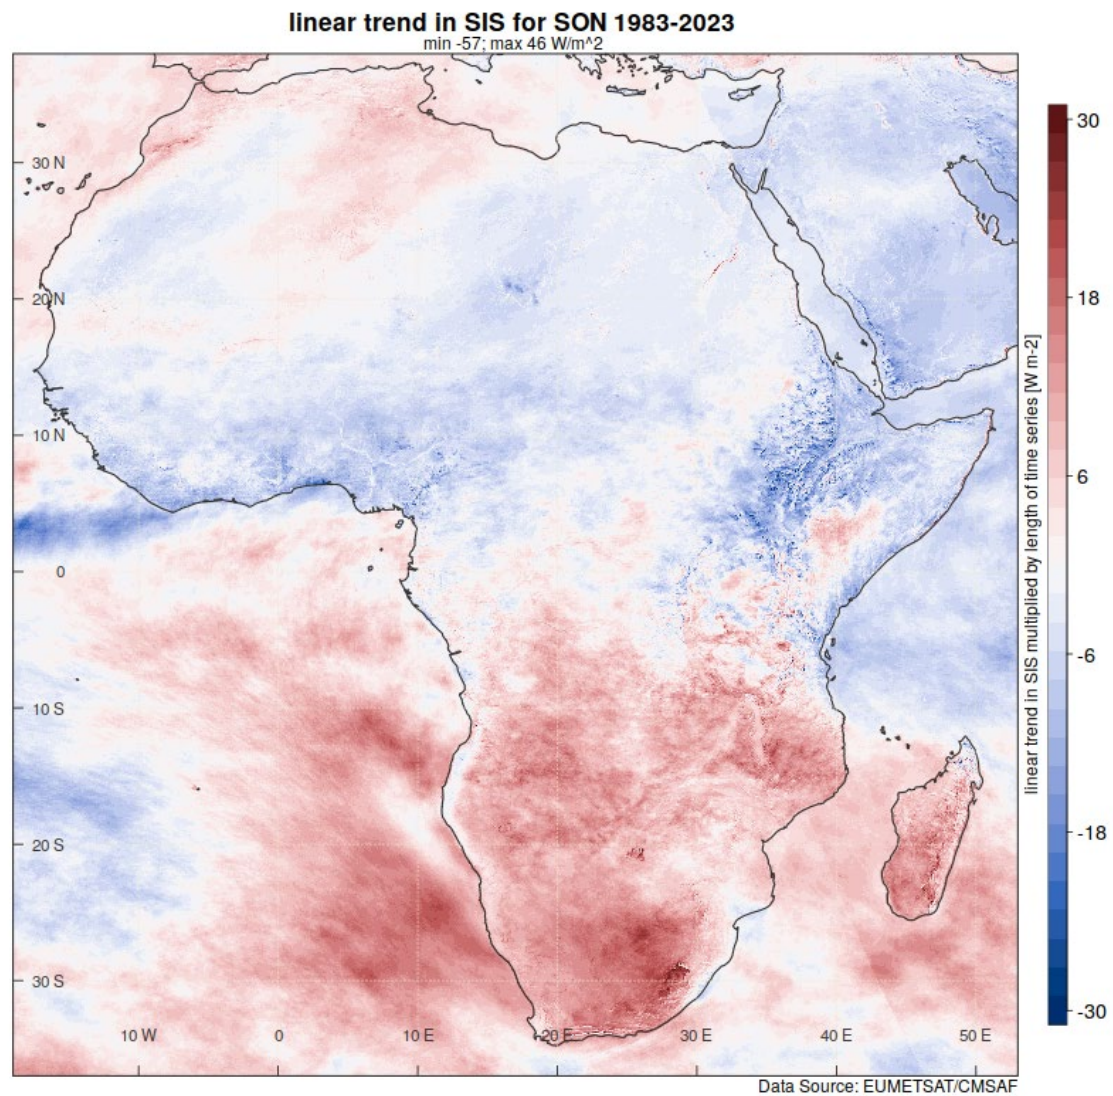 linear trend in SIS for SON 1983-2023
min -57; max 46 W/m^2
30 N
20 N
10 N
0
10 S
20 S
30 S
10 W
0
10 E
20 E
30 E
40 E
50 E
30
18
6
-6
-18
-30
linear trend in SIS multiplied by length of time series [W m-2]
Data Source: EUMETSAT/CMSAF